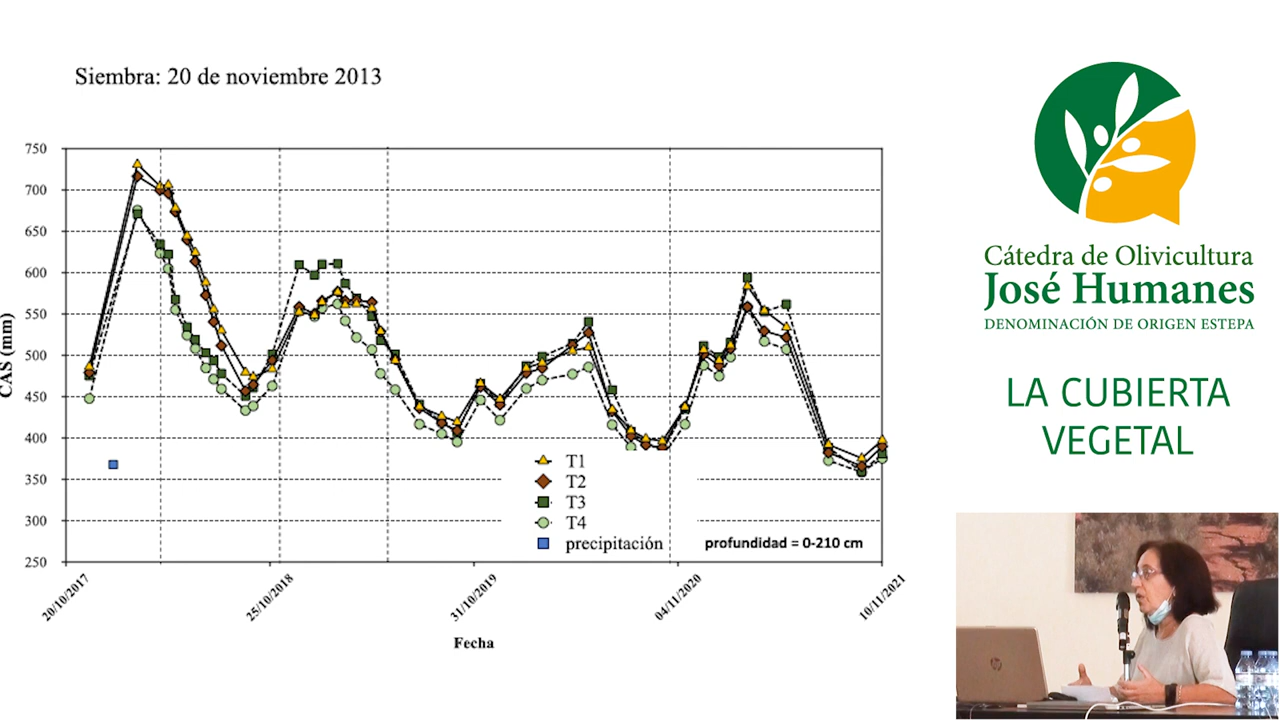 Siembra: 20 de noviembre 2013
750
700
650
600
550
500
450
400
350
300
250
CAS (mm)
20/10/2017
25/10/2018
31/10/2019
04/11/2020
10/11/2021
Fecha
T1
T2
T3
T4
precipitación
profundidad = 0-210 cm
Cátedra de Olivicultura
José Humanes
DENOMINACIÓN DE ORIGEN ESTEPA
LA CUBIERTA
VEGETAL
hp